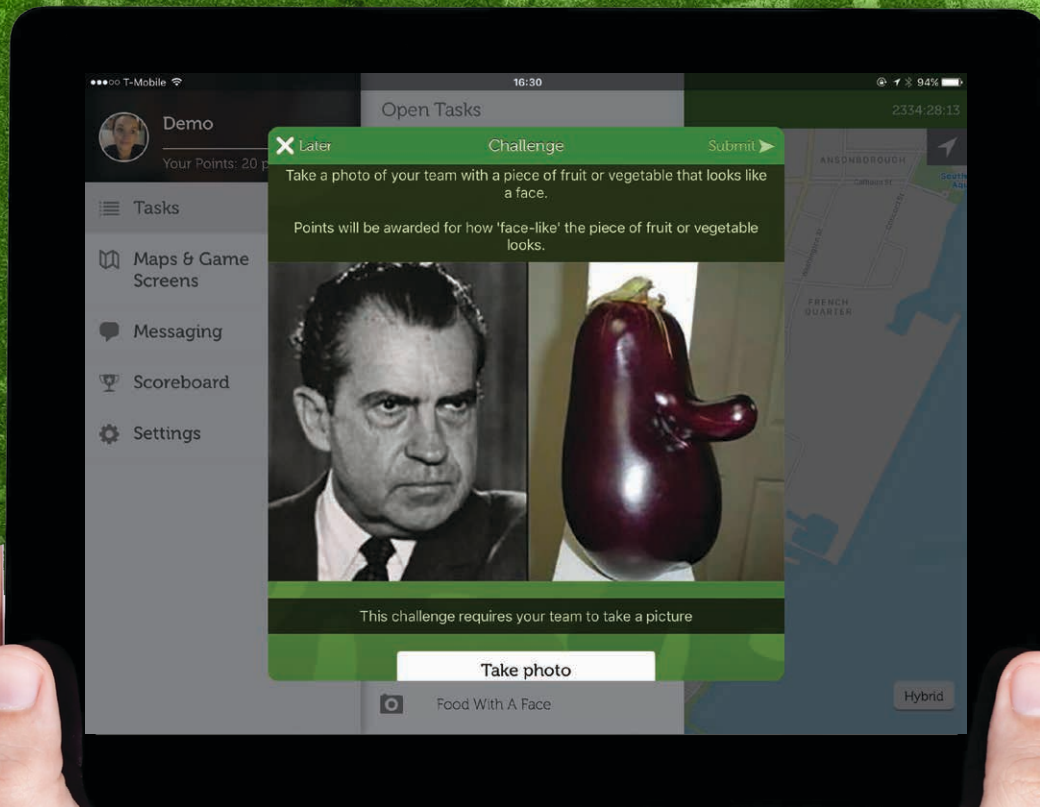 T-Mobile
16:30
94%
Demo
Your Points: 20 p
Open Tasks
2334:28:13
Later
Challenge
Submit
Take a photo of your team with a piece of fruit or vegetable that looks like
a face.
Points will be awarded for how 'face-like' the piece of fruit or vegetable
looks.
Tasks
Maps & Game
Screens
Messaging
Scoreboard
Settings
ANSONBOROUGH
Calhoun St
South
FRENCH
QUARTER
This challenge requires your team to take a picture
Take photo
Food With A Face
Hybrid